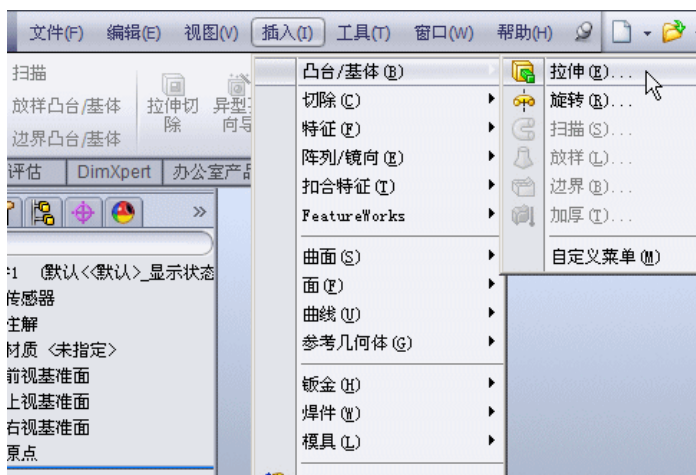 文件(F) 编辑(E) 视图(V) 插入(I) 工具(T) 窗口(W) 帮助(H)
扫描
放样凸台/基体
边界凸台/基体
拉伸切
除
异型
向导
评估 DimXpert 办公室产品
»
(默认<<默认>_显示状态
传感器
注解
材质 <未指定>
前视基准面
上视基准面
右视基准面
原点
凸台/基体(B)
切除(C)
特征(F)
阵列/镜向(E)
扣合特征(T)
FeatureWorks
曲面(S)
面(F)
曲线(U)
参考几何体(G)
钣金(H)
焊件(W)
模具(L)
拉伸(E)...
旋转(R)...
扫描(S)...
放样(L)...
边界(B)...
加厚(T)...
自定义菜单(M)